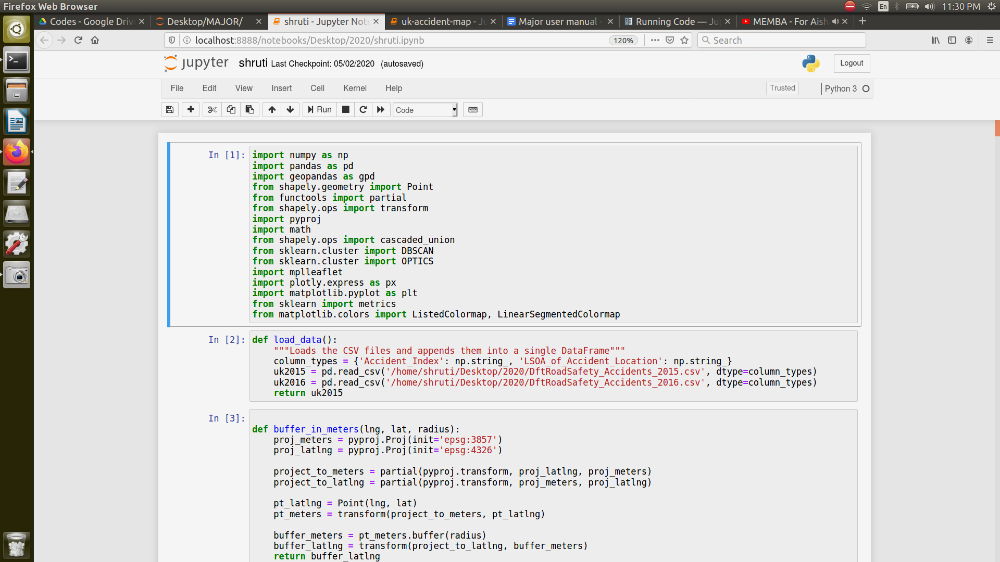 Firefox Web Browser
En
11:30 PM
Codes - Google Driv
Desktop/MAJOR/
shruti - Jupyter Note
uk-accident-map - Ju
Major user manual -
Running Code — Jup
MEMBA - For Aish
localhost:8888/notebooks/Desktop/2020/shruti.ipynb
120%
Search
jupyter
shruti Last Checkpoint: 05/02/2020 (autosaved)
Logout
File Edit View Insert Cell Kernel Help
Trusted
Python 3
Run
Code
In [1]:
import numpy as np
import pandas as pd
import geopandas as gpd
from shapely.geometry import Point
from functools import partial
from shapely.ops import transform
import pyproj
import math
from shapely.ops import cascaded_union
from sklearn.cluster import DBSCAN
from sklearn.cluster import OPTICS
import mplleaflet
import plotly.express as px
import matplotlib.pyplot as plt
from sklearn import metrics
from matplotlib.colors import ListedColormap, LinearSegmentedColormap
In [2]:
def load_data():
    """Loads the CSV files and appends them into a single DataFrame"""
    column_types = {'Accident_Index': np.string_, 'LSOA_of_Accident_Location': np.string_}
    uk2015 = pd.read_csv('/home/shruti/Desktop/2020/DftRoadSafety_Accidents_2015.csv', dtype=column_types)
    uk2016 = pd.read_csv('/home/shruti/Desktop/2020/DftRoadSafety_Accidents_2016.csv', dtype=column_types)
    return uk2015
In [3]:
def buffer_in_meters(lng, lat, radius):
    proj_meters = pyproj.Proj(init='epsg:3857')
    proj_latlng = pyproj.Proj(init='epsg:4326')
    project_to_meters = partial(pyproj.transform, proj_latlng, proj_meters)
    project_to_latlng = partial(pyproj.transform, proj_meters, proj_latlng)
    pt_latlng = Point(lng, lat)
    pt_meters = transform(project_to_meters, pt_latlng)
    buffer_meters = pt_meters.buffer(radius)
    buffer_latlng = transform(project_to_latlng, buffer_meters)
    return buffer_latlng